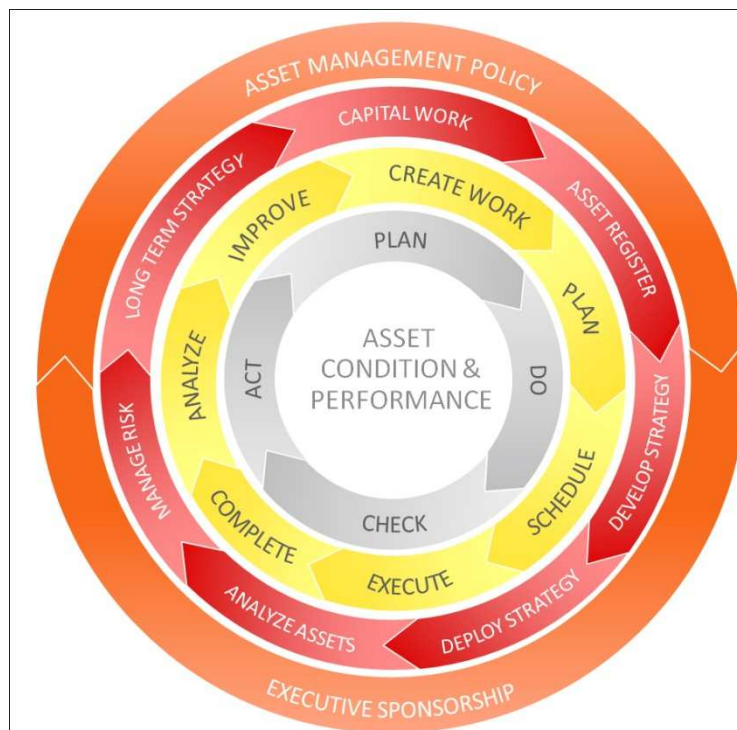 ASSET MANAGEMENT POLICY
CAPITAL WORK
ASSET REGISTER
DEVELOP STRATEGY
DEPLOY STRATEGY
ANALYZE ASSETS
MANAGE RISK
LONG TERM STRATEGY
CREATE WORK
PLAN
SCHEDULE
EXECUTE
COMPLETE
ANALYZE
IMPROVE
PLAN
DO
CHECK
ACT
ASSET
CONDITION &
PERFORMANCE
EXECUTIVE SPONSORSHIP